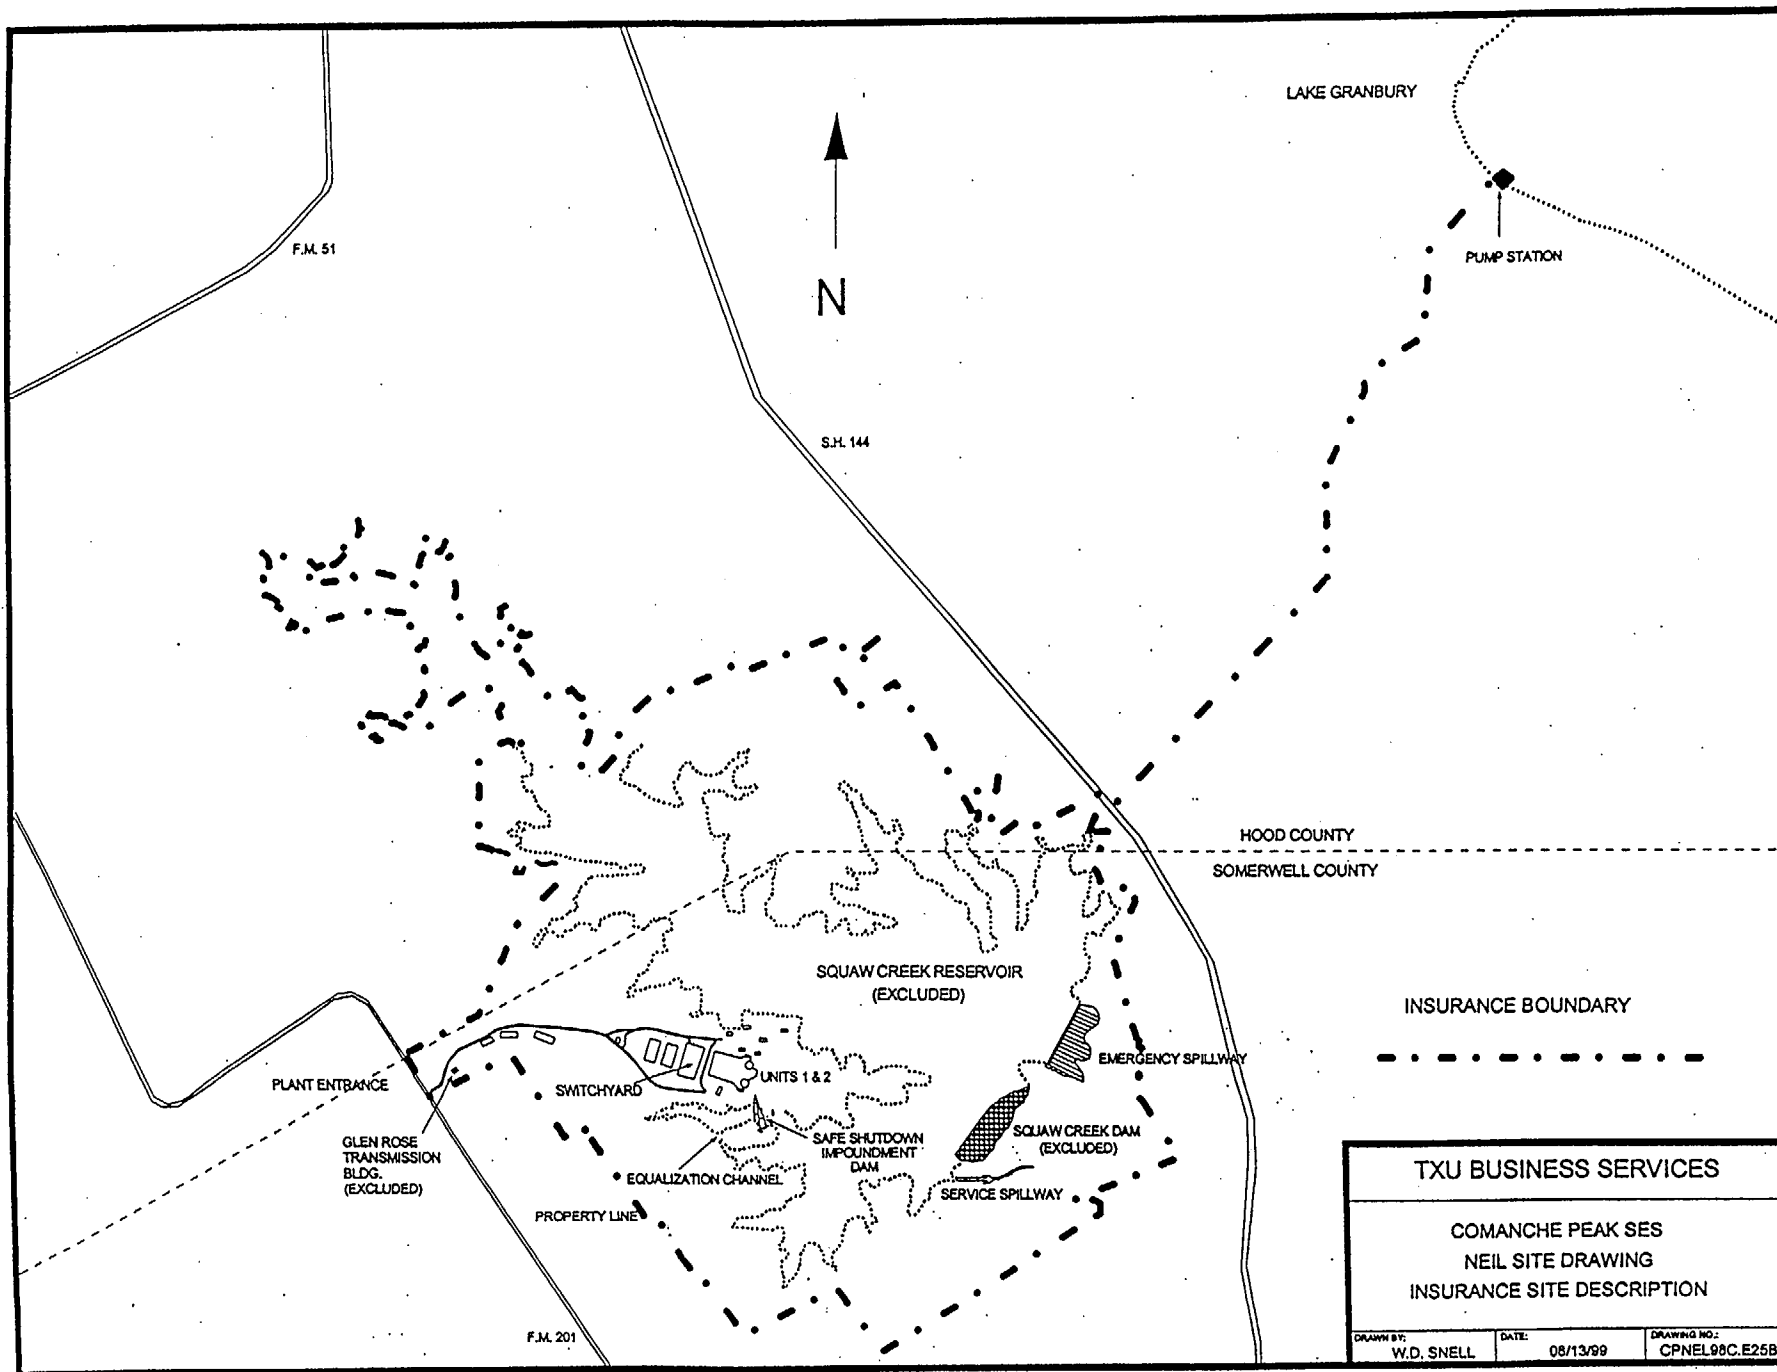 LAKE GRANBURY
F.M. 51
PUMP STATION
N
S.H. 144
HOOD COUNTY
SOMERWELL COUNTY
SQUAW CREEK RESERVOIR
(EXCLUDED)
INSURANCE BOUNDARY
EMERGENCY SPILLWAY
PLANT ENTRANCE
SWITCHYARD
UNITS 1 & 2
GLEN ROSE
TRANSMISSION
BLDG.
(EXCLUDED)
SAFE SHUTDOWN
IMPOUNDMENT
DAM
SQUAW CREEK DAM
(EXCLUDED)
EQUALIZATION CHANNEL
SERVICE SPILLWAY
PROPERTY LINE
F.M. 201
TXU BUSINESS SERVICES
COMANCHE PEAK SES
NEIL SITE DRAWING
INSURANCE SITE DESCRIPTION
DRAWN BY:
W.D. SNELL
DATE:
08/13/99
DRAWING NO.:
CPNEL98C.E25B